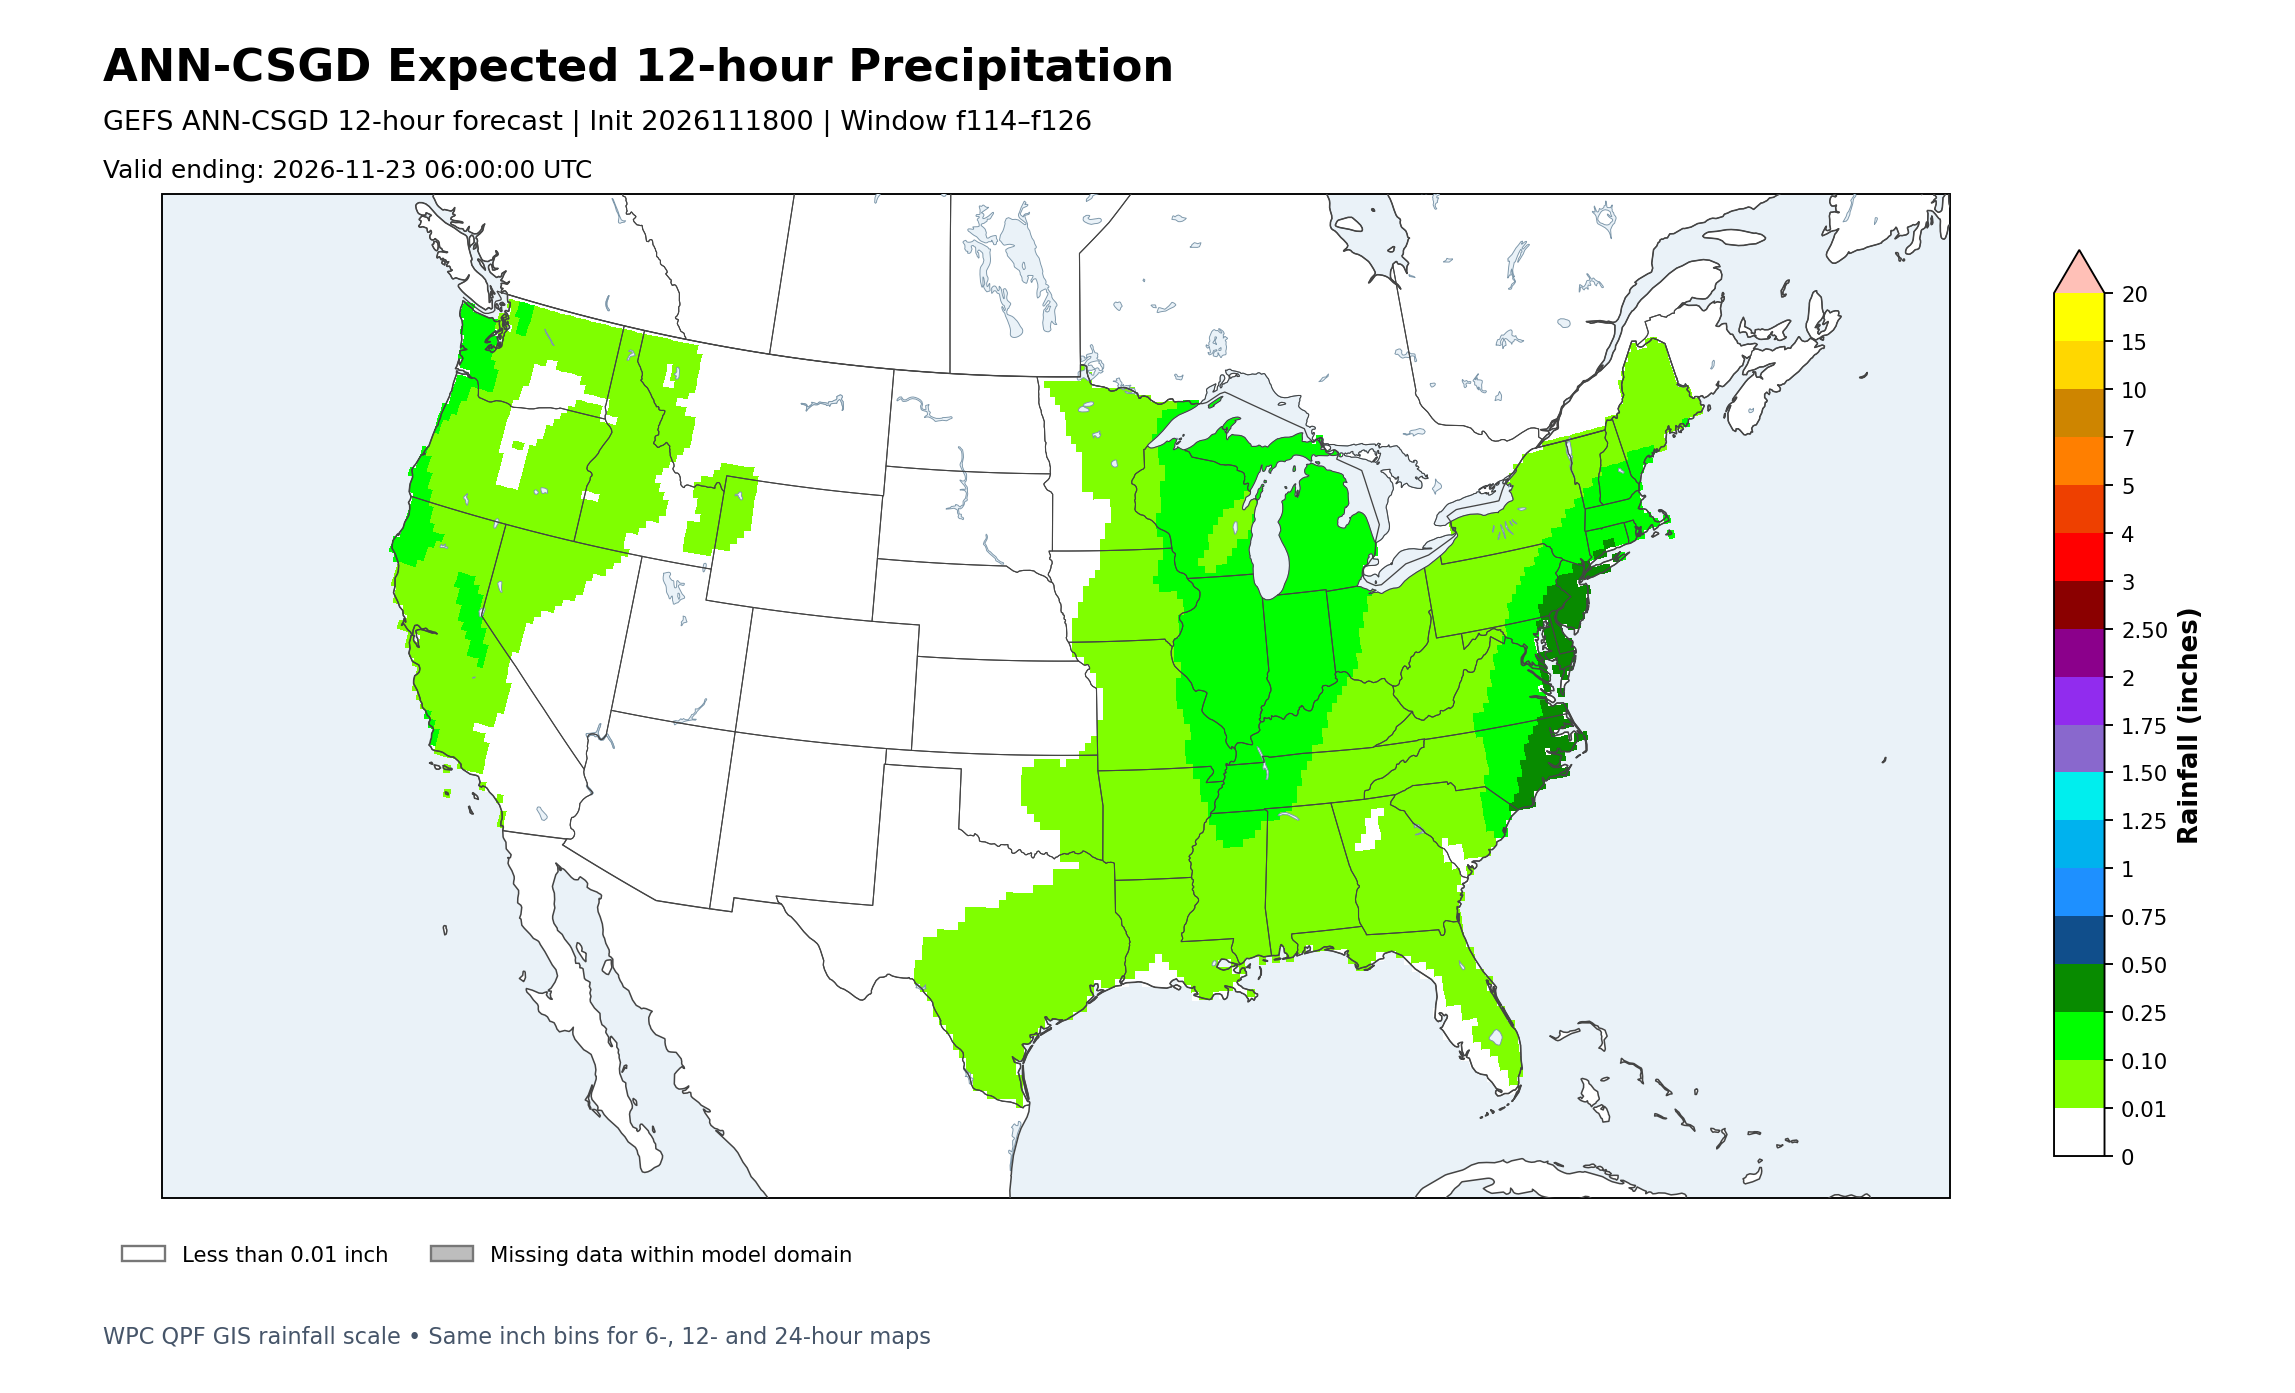 ANN-CSGD Expected 12-hour Precipitation
GEFS ANN-CSGD 12-hour forecast | Init 2026111800 | Window f114–f126
Valid ending: 2026-11-23 06:00:00 UTC
20
15
10
7
5
4
3
2.50
2
1.75
1.50
1.25
1
0.75
0.50
0.25
0.10
0.01
0
Rainfall (inches)
Less than 0.01 inch
Missing data within model domain
WPC QPF GIS rainfall scale • Same inch bins for 6-, 12- and 24-hour maps